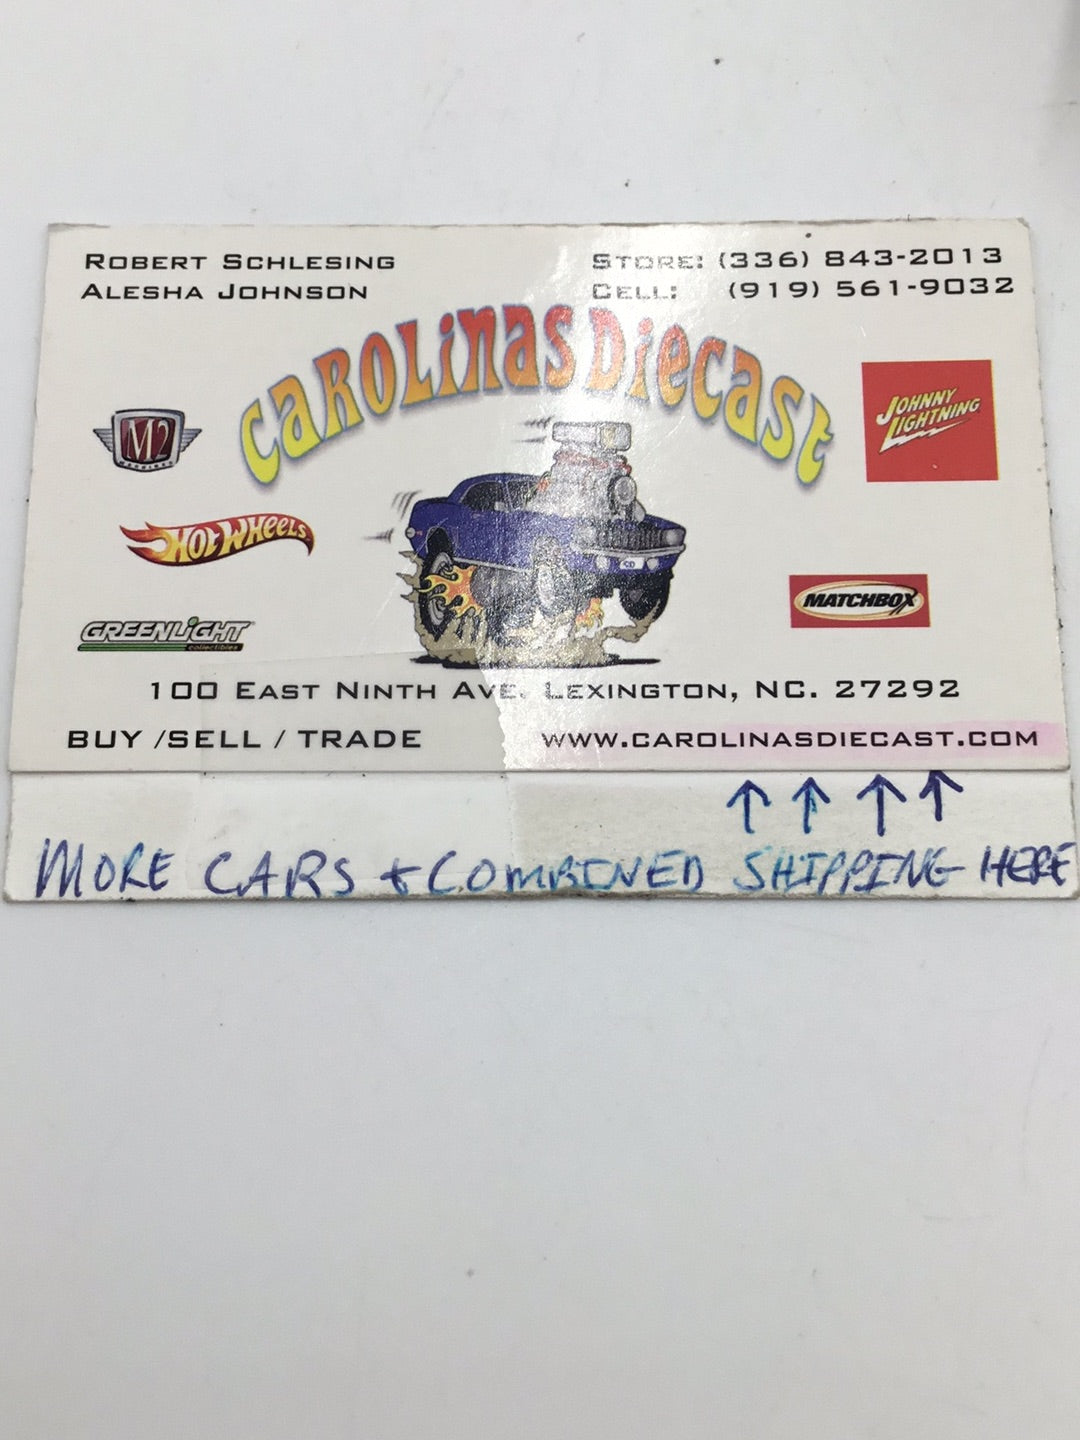 ROBERT SCHLESING
ALESHA JOHNSON
STORE: (336) 843-2013
CELL: (919) 561-9032
CAROLINAS DIECAST
M2
MACHINES
JOHNNY
LIGHTNING
HOT WHEELS
MATCHBOX
GREENLIGHT
collectibles
100 EAST NINTH AVE. LEXINGTON, NC. 27292
BUY /SELL / TRADE
WWW.CAROLINASDIECAST.COM
MORE CARS + COMBINED SHIPPING HERE